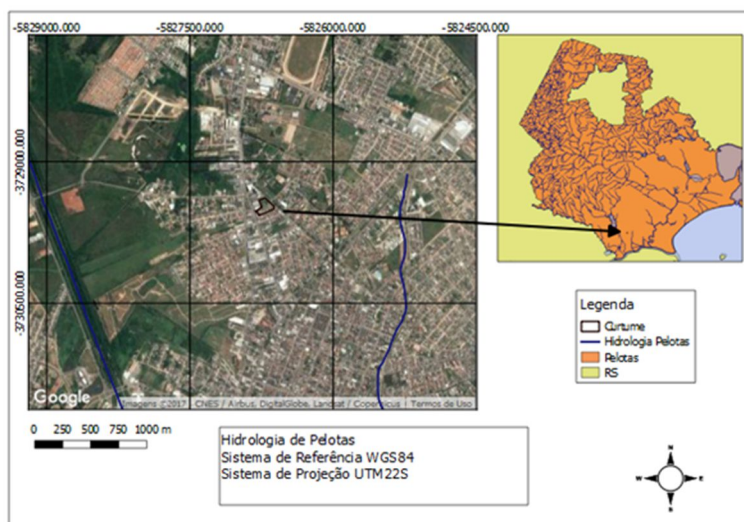 -5829000.000 -5827500.000 -5826000.000 -5824500.000
-3729000.000
-3730500.000
Google
Imagens ©2017 , CNES / Airbus, DigitalGlobe, Landsat / Copernicus | Termos de Uso
0 250 500 750 1000 m
Legenda
Curtume
Hidrologia Pelotas
Pelotas
RS
Hidrologia de Pelotas
Sistema de Referência WGS84
Sistema de Projeção UTM22S
N
W E
S